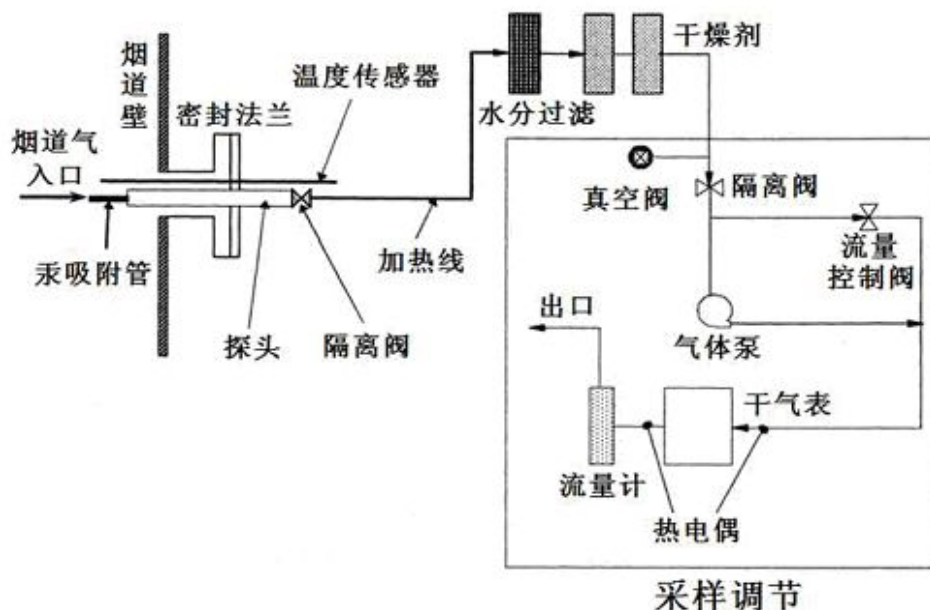 烟道壁
温度传感器
密封法兰
烟道气
入口
汞吸附管
探头
隔离阀
加热线
水分过滤
干燥剂
真空阀
隔离阀
流量
控制阀
气体泵
出口
干气表
流量计
热电偶
采样调节